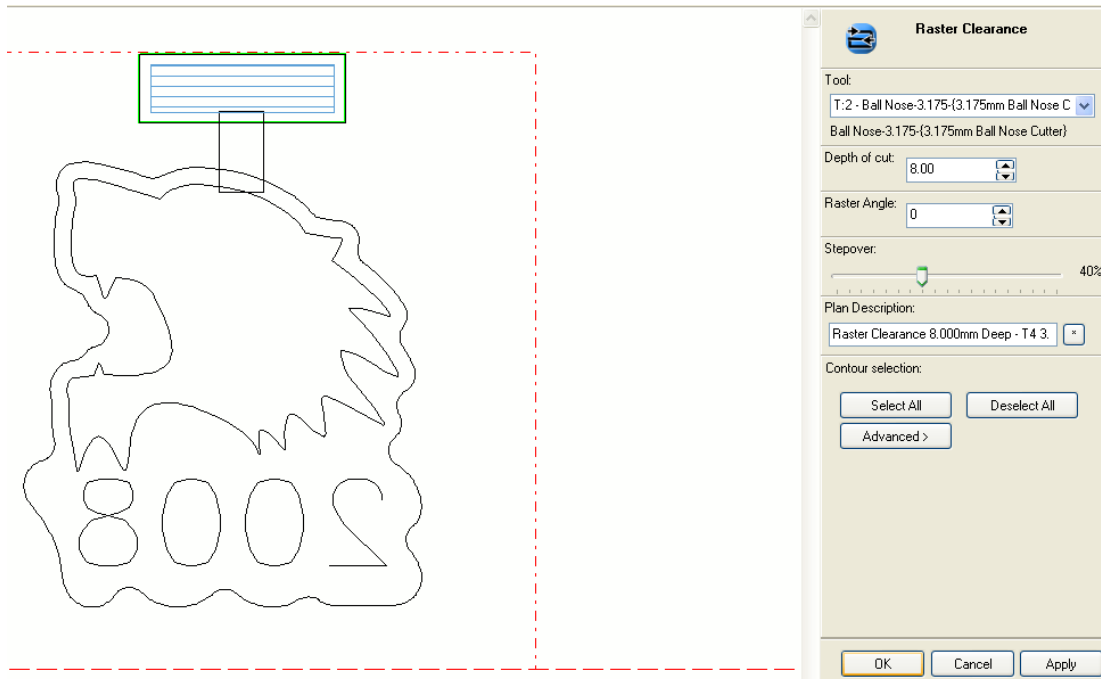 Raster Clearance
Tool:
T:2 - Ball Nose-3.175-{3.175mm Ball Nose C
Ball Nose-3.175-{3.175mm Ball Nose Cutter}
Depth of cut:
8.00
Raster Angle:
0
Stepover:
40%
Plan Description:
Raster Clearance 8.000mm Deep - T4 3.
*
Contour selection:
Select All
Deselect All
Advanced >
8002
OK
Cancel
Apply